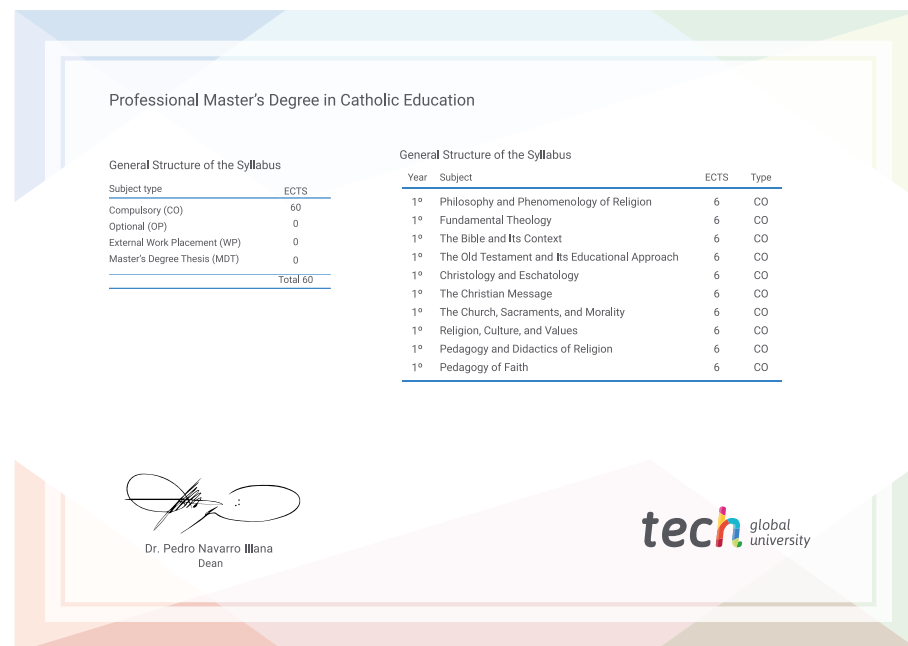 Professional Master's Degree in Catholic Education
General Structure of the Syllabus
Subject type ECTS
Compulsory (CO) 60
Optional (OP) 0
External Work Placement (WP) 0
Master's Degree Thesis (MDT) 0
Total 60
General Structure of the Syllabus
Year Subject ECTS Type
1º Philosophy and Phenomenology of Religion 6 CO
1º Fundamental Theology 6 CO
1º The Bible and Its Context 6 CO
1º The Old Testament and Its Educational Approach 6 CO
1º Christology and Eschatology 6 CO
1º The Christian Message 6 CO
1º The Church, Sacraments, and Morality 6 CO
1º Religion, Culture, and Values 6 CO
1º Pedagogy and Didactics of Religion 6 CO
1º Pedagogy of Faith 6 CO
Dr. Pedro Navarro Illana
Dean
tech global
university